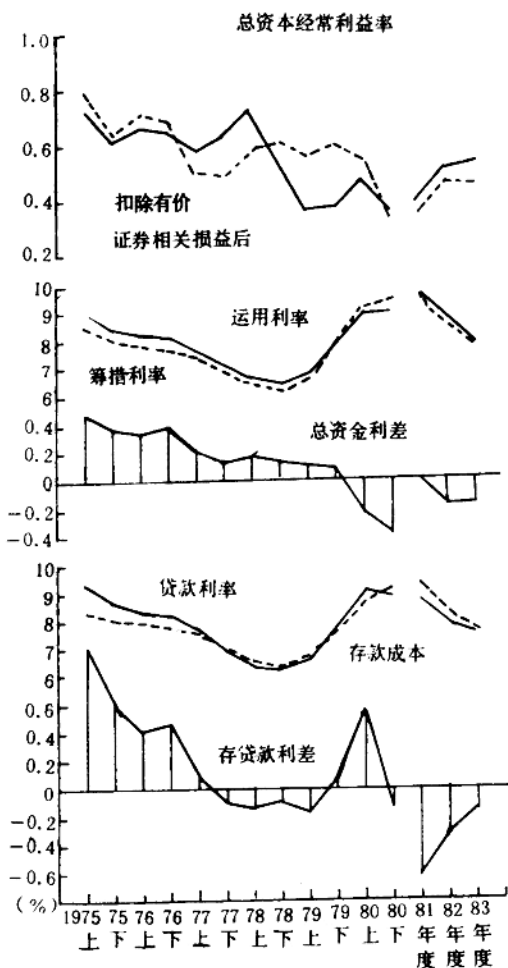 总资本经常利益率
1.0
0.8
0.6
0.4
0.2
扣除有价
证券相关损益后
10
9
8
7
6
运用利率
筹措利率
0.4
0.2
0
-0.2
-0.4
总资金利差
10
9
8
7
6
贷款利率
存款成本
0.6
0.4
0.2
0
-0.2
-0.4
-0.6
(%)
存贷款利差
1975 75 76 76 77 77 78 78 79 79 80 80 81 82 83
上 下 上 下 上 下 上 下 上 下 上 下 年 年 年
度 度 度